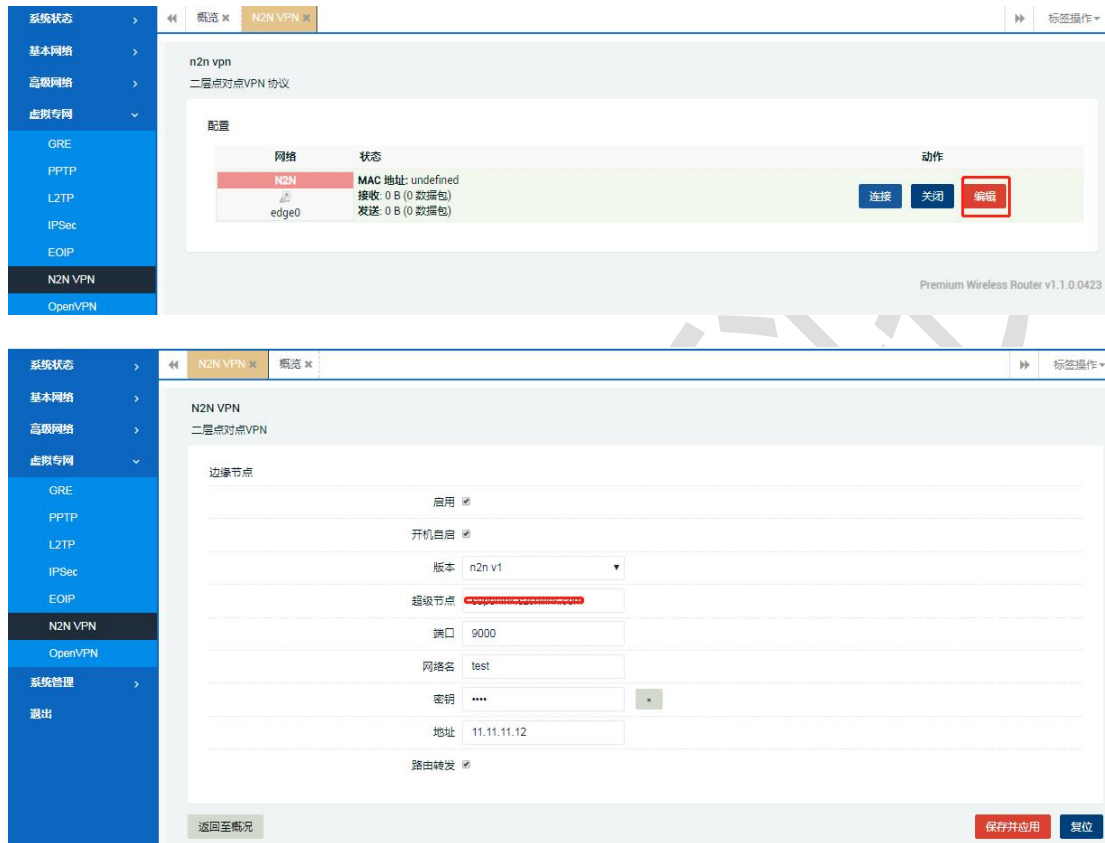 系统状态
概览
N2N VPN
标签操作
基本网络
高级网络
虚拟专网
GRE
PPTP
L2TP
IPSec
EOIP
N2N VPN
OpenVPN
n2n vpn
二层点对点VPN 协议
配置
网络 状态 动作
N2N
edge0
MAC 地址: undefined
接收: 0 B (0 数据包)
发送: 0 B (0 数据包)
连接 关闭 编辑
Premium Wireless Router v1.1.0.0423
系统状态
N2N VPN
概览
标签操作
基本网络
高级网络
虚拟专网
GRE
PPTP
L2TP
IPSec
EOIP
N2N VPN
OpenVPN
系统管理
退出
N2N VPN
二层点对点VPN
边缘节点
启用
开机自启
版本 n2n v1
超级节点
端口 9000
网络名 test
密钥 ••••
地址 11.11.11.12
路由转发
返回至概况
保存并应用 复位